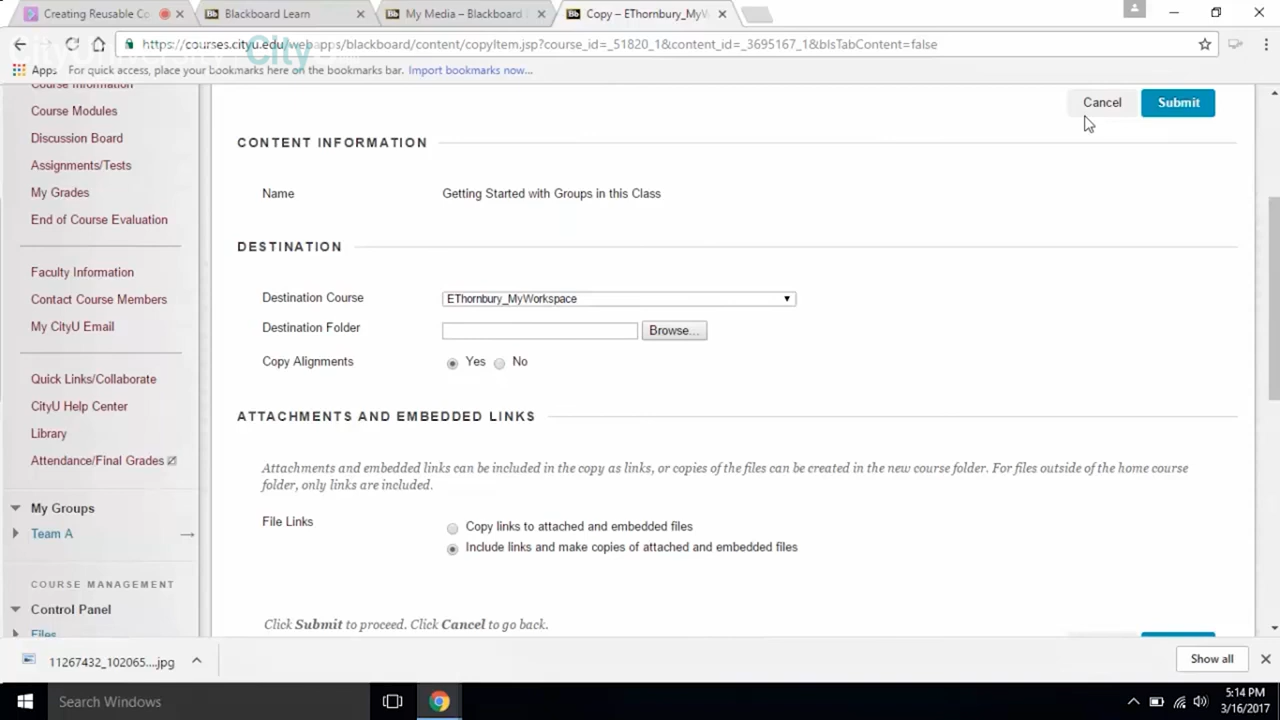 Creating Reusable Co
Blackboard Learn
My Media – Blackboard
Copy – EThornbury_MyW
https://courses.cityu.edu/webapps/blackboard/content/copyItem.jsp?course_id=_51820_1&content_id=_3695167_1&blsTabContent=false
Apps
For quick access, place your bookmarks here on the bookmarks bar. Import bookmarks now...
Course Information
Course Modules
Discussion Board
Assignments/Tests
My Grades
End of Course Evaluation
Faculty Information
Contact Course Members
My CityU Email
Quick Links/Collaborate
CityU Help Center
Library
Attendance/Final Grades
My Groups
Team A
COURSE MANAGEMENT
Control Panel
Files
Cancel Submit
CONTENT INFORMATION
Name Getting Started with Groups in this Class
DESTINATION
Destination Course EThornbury_MyWorkspace
Destination Folder Browse...
Copy Alignments Yes No
ATTACHMENTS AND EMBEDDED LINKS
Attachments and embedded links can be included in the copy as links, or copies of the files can be created in the new course folder. For files outside of the home course
folder, only links are included.
File Links Copy links to attached and embedded files
Include links and make copies of attached and embedded files
Click Submit to proceed. Click Cancel to go back.
11267432_102065....jpg
Show all
Search Windows
5:14 PM
3/16/2017